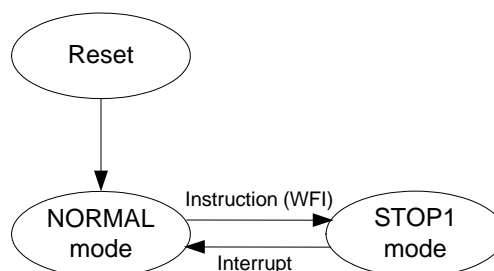 Reset
Instruction (WFI)
NORMAL
mode
STOP1
mode
Interrupt